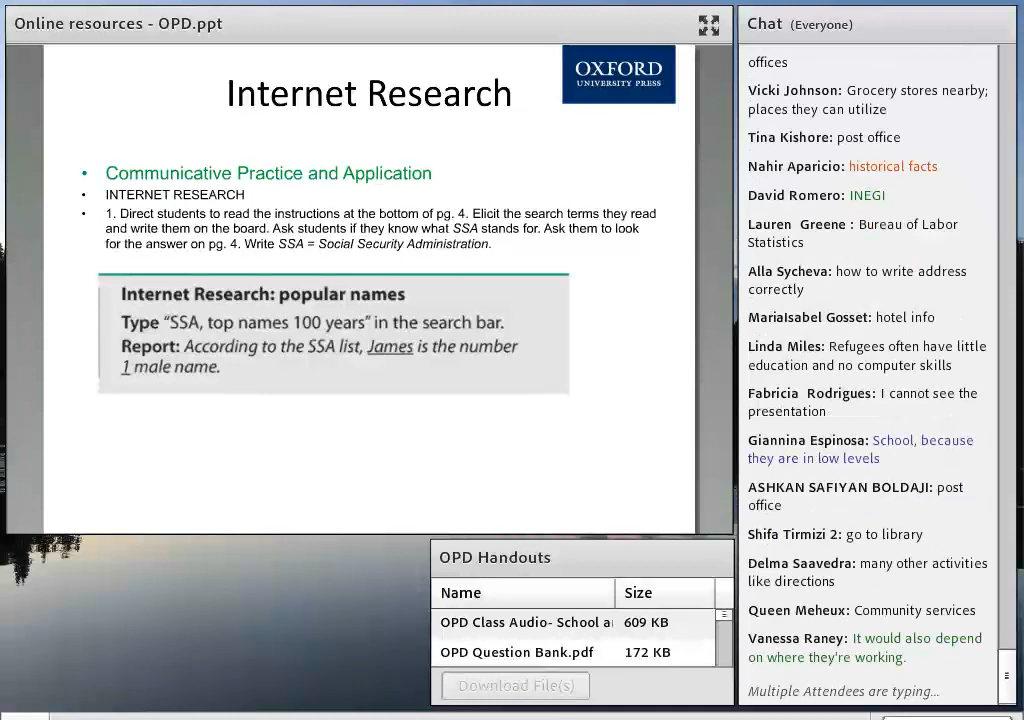 Online resources - OPD.ppt
OXFORD
UNIVERSITY PRESS
Internet Research
• Communicative Practice and Application
• INTERNET RESEARCH
• 1. Direct students to read the instructions at the bottom of pg. 4. Elicit the search terms they read
and write them on the board. Ask students if they know what SSA stands for. Ask them to look
for the answer on pg. 4. Write SSA = Social Security Administration.
Internet Research: popular names
Type “SSA, top names 100 years” in the search bar.
Report: According to the SSA list, James is the number
1 male name.
OPD Handouts
Name Size
OPD Class Audio- School a 609 KB
OPD Question Bank.pdf 172 KB
Download File(s)
Chat (Everyone)
offices
Vicki Johnson: Grocery stores nearby;
places they can utilize
Tina Kishore: post office
Nahir Aparicio: historical facts
David Romero: INEGI
Lauren Greene : Bureau of Labor
Statistics
Alla Sycheva: how to write address
correctly
MariaIsabel Gosset: hotel info
Linda Miles: Refugees often have little
education and no computer skills
Fabricia Rodrigues: I cannot see the
presentation
Giannina Espinosa: School, because
they are in low levels
ASHKAN SAFIYAN BOLDAJI: post
office
Shifa Tirmizi 2: go to library
Delma Saavedra: many other activities
like directions
Queen Meheux: Community services
Vanessa Raney: It would also depend
on where they're working.
Multiple Attendees are typing...